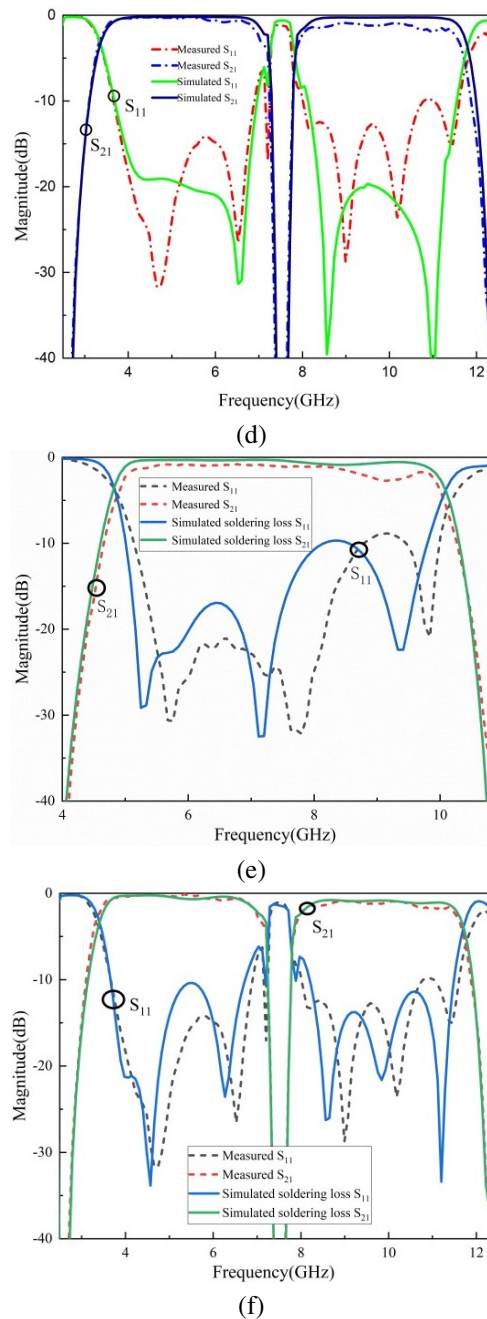 0
-10
-20
-30
-40
Magnitude(dB)
Measured S11
Measured S21
Simulated S11
Simulated S21
S11
S21
4
6
8
10
12
Frequency(GHz)
(d)
0
-10
-20
-30
-40
Magnitude(dB)
Measured S11
Measured S21
Simulated soldering loss S11
Simulated soldering loss S21
S11
S21
4
6
8
10
Frequency(GHz)
(e)
0
-10
-20
-30
-40
Magnitude(dB)
S21
S11
Measured S11
Measured S21
Simulated soldering loss S11
Simulated soldering loss S21
4
6
8
10
12
Frequency(GHz)
(f)